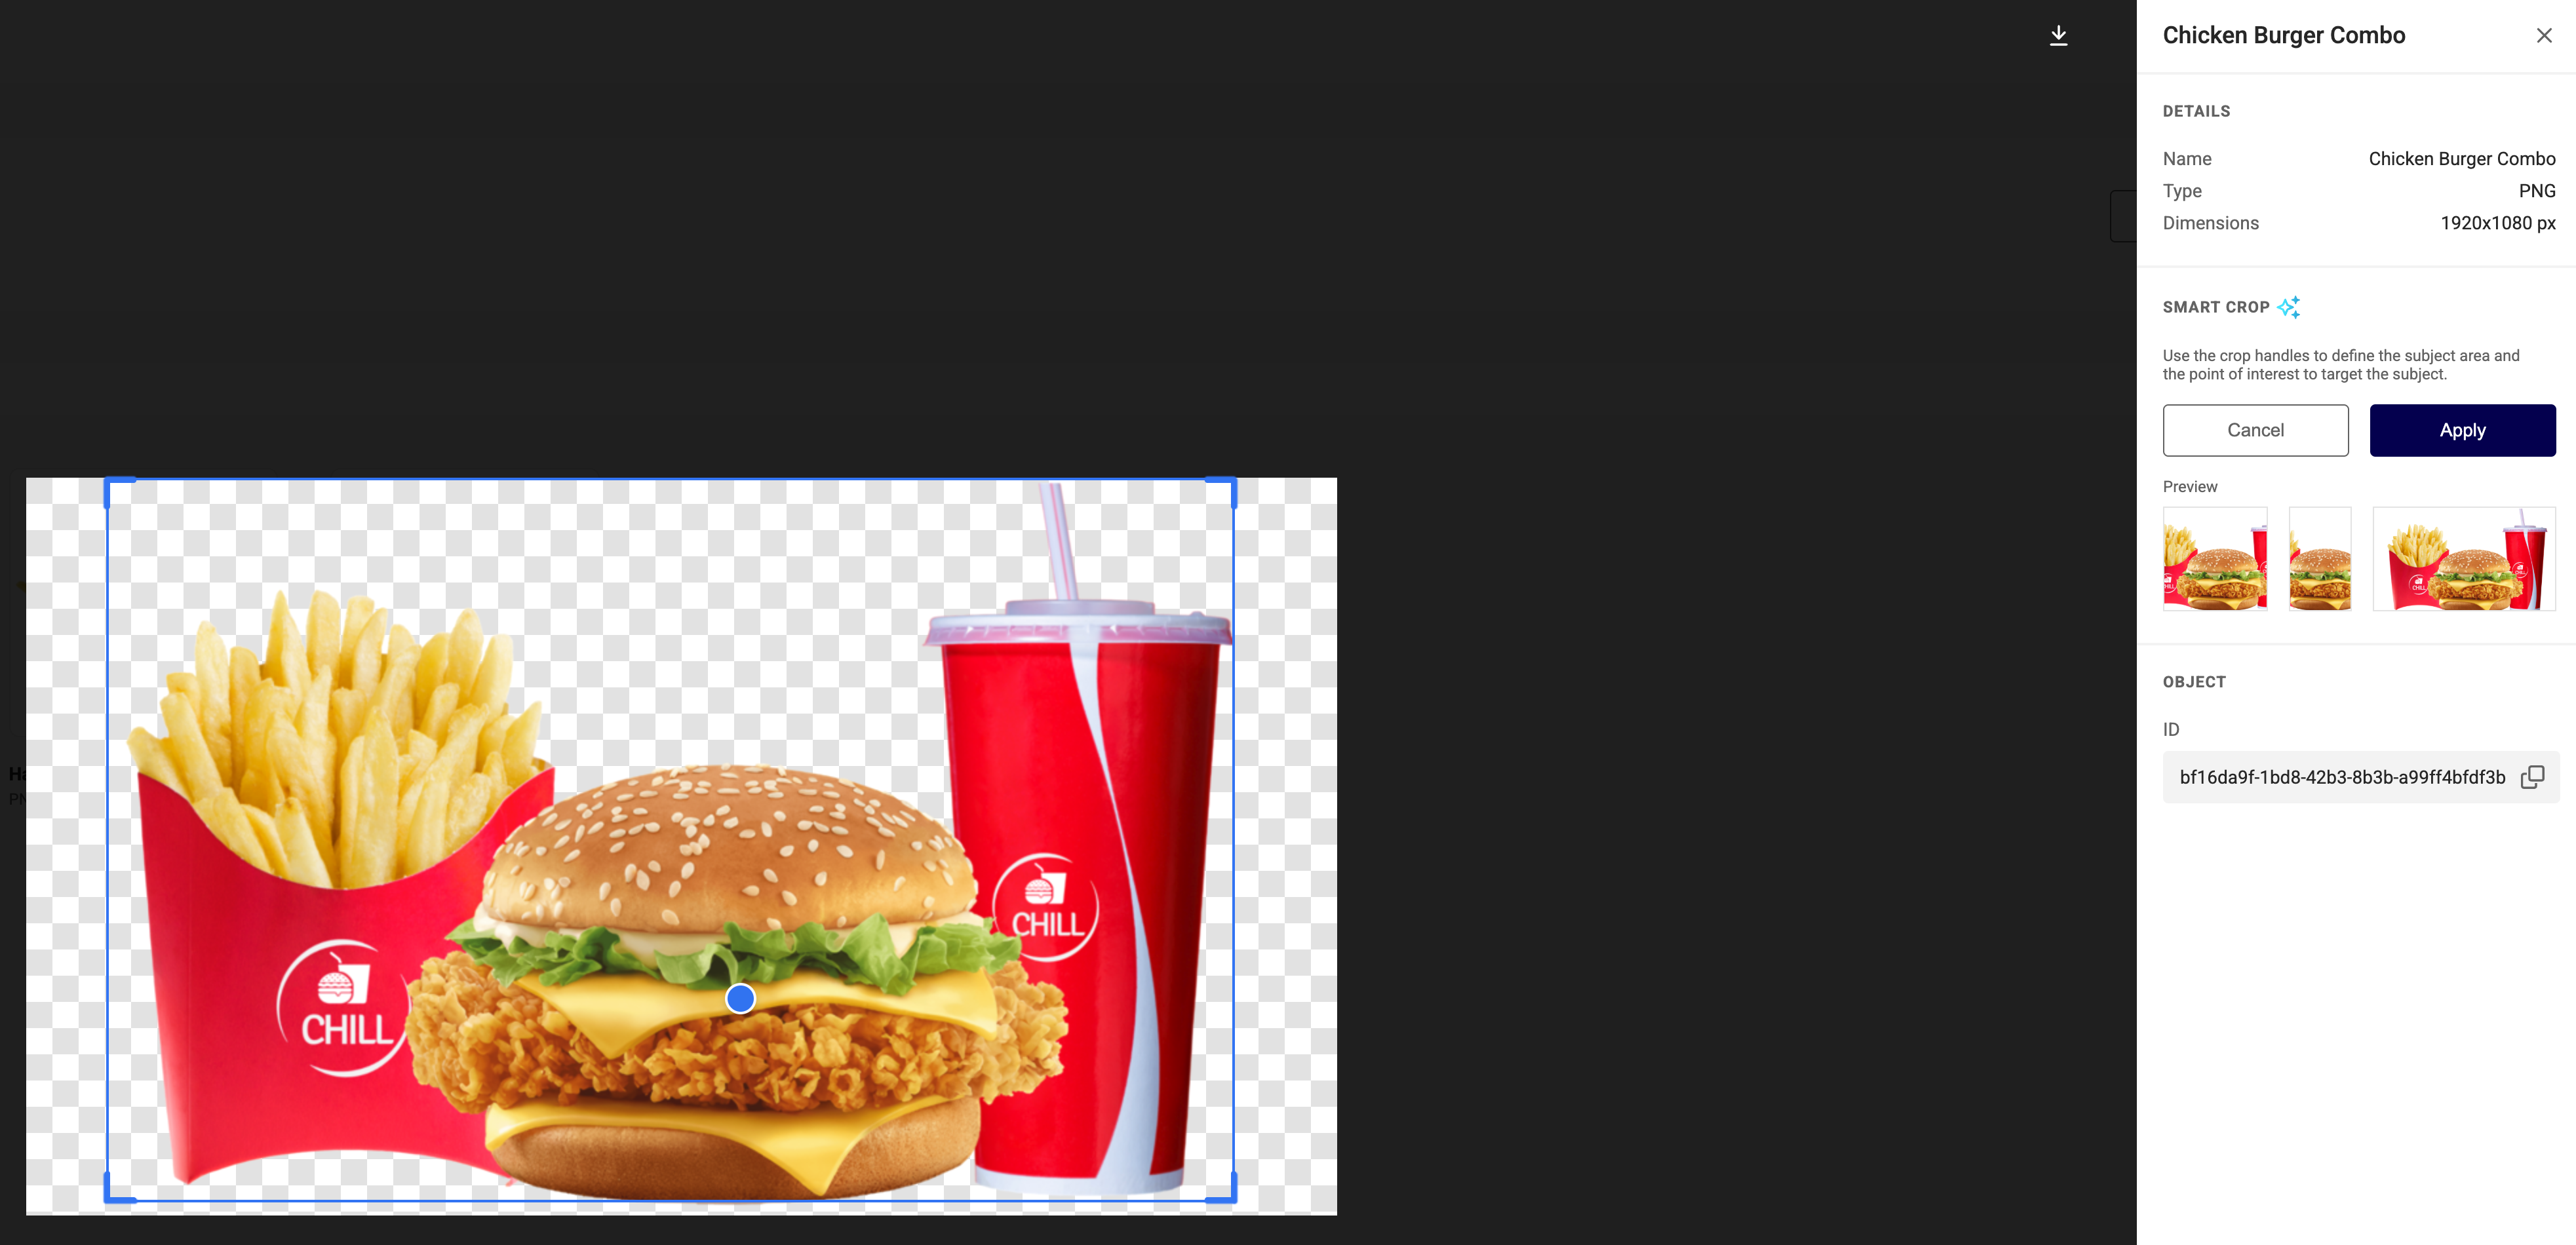 Chicken Burger Combo
DETAILS
Name Chicken Burger Combo
Type PNG
Dimensions 1920x1080 px
SMART CROP
Use the crop handles to define the subject area and
the point of interest to target the subject.
Cancel Apply
Preview
OBJECT
ID
bf16da9f-1bd8-42b3-8b3b-a99ff4bfdf3b
CHILL
CHILL